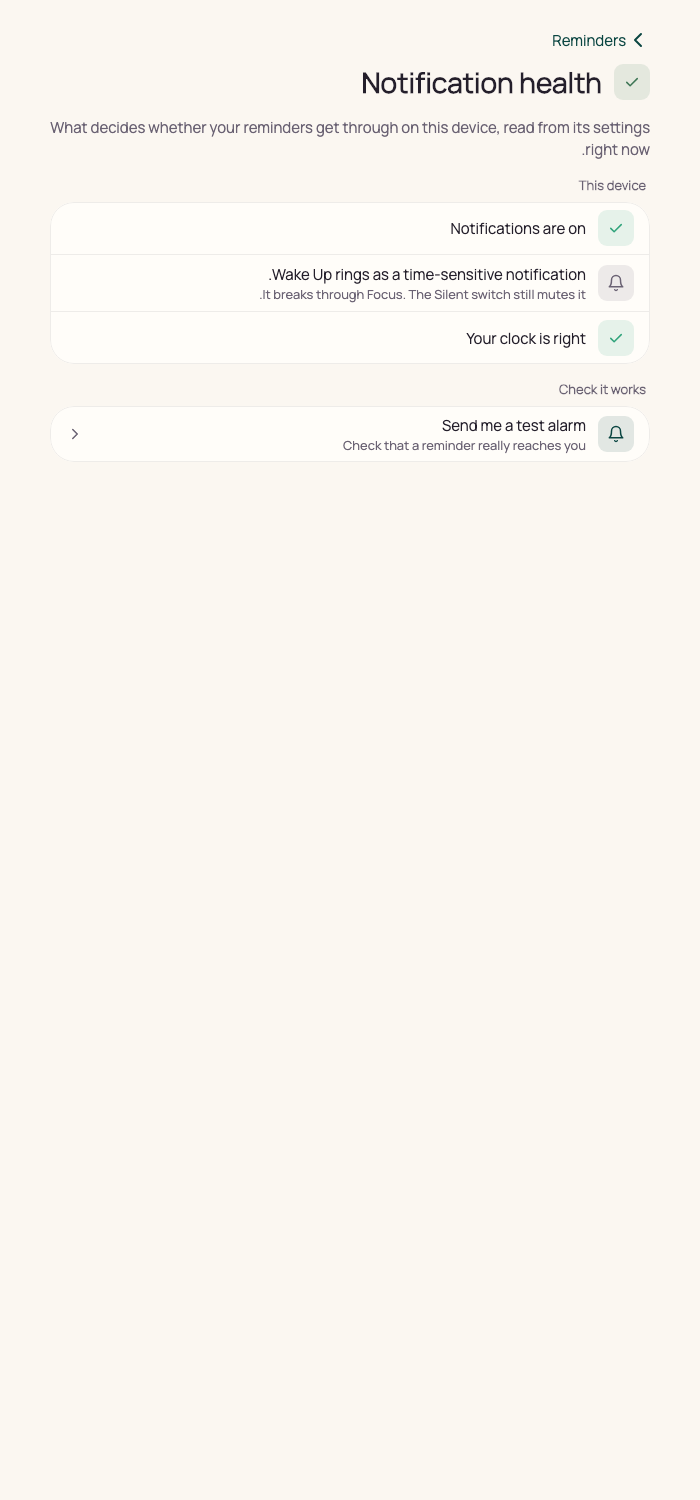 Reminders
Notification health
What decides whether your reminders get through on this device, read from its settings
.right now
This device
Notifications are on
.Wake Up rings as a time-sensitive notification
.It breaks through Focus. The Silent switch still mutes it
Your clock is right
Check it works
Send me a test alarm
Check that a reminder really reaches you